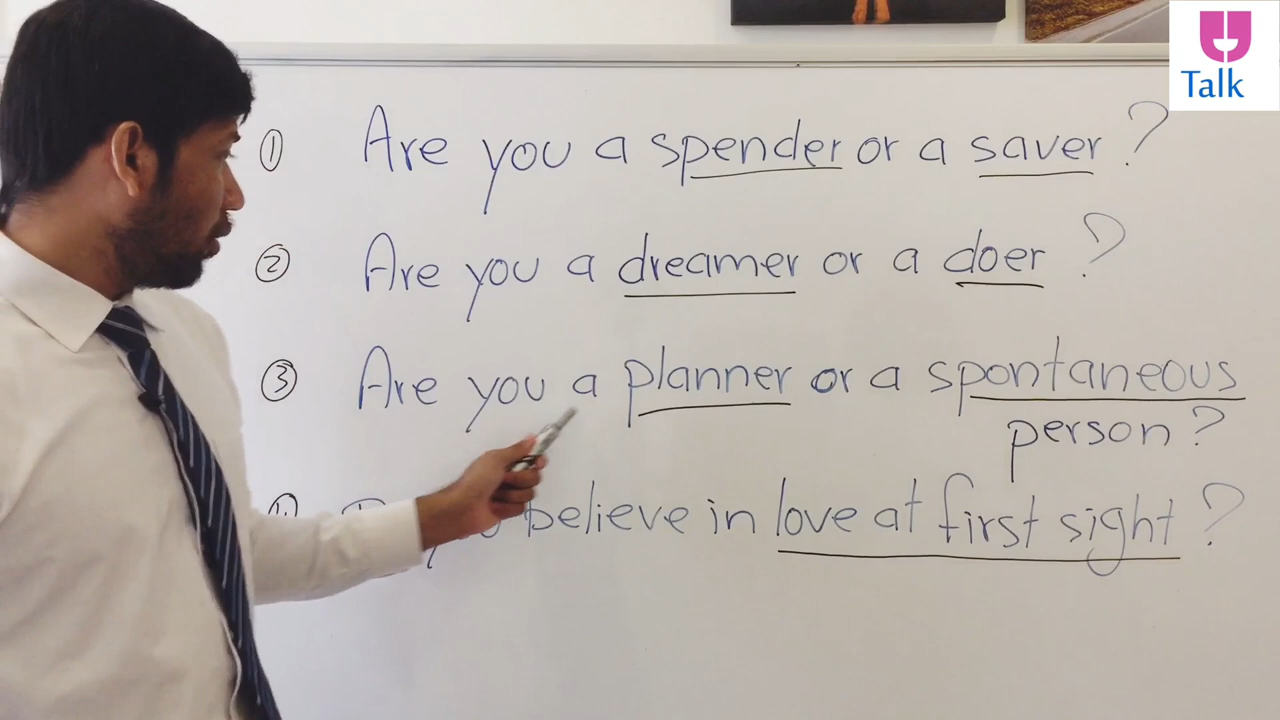 Talk
① Are you a spender or a saver?
② Are you a dreamer or a doer?
③ Are you a planner or a spontaneous
person?
believe in love at first sight?